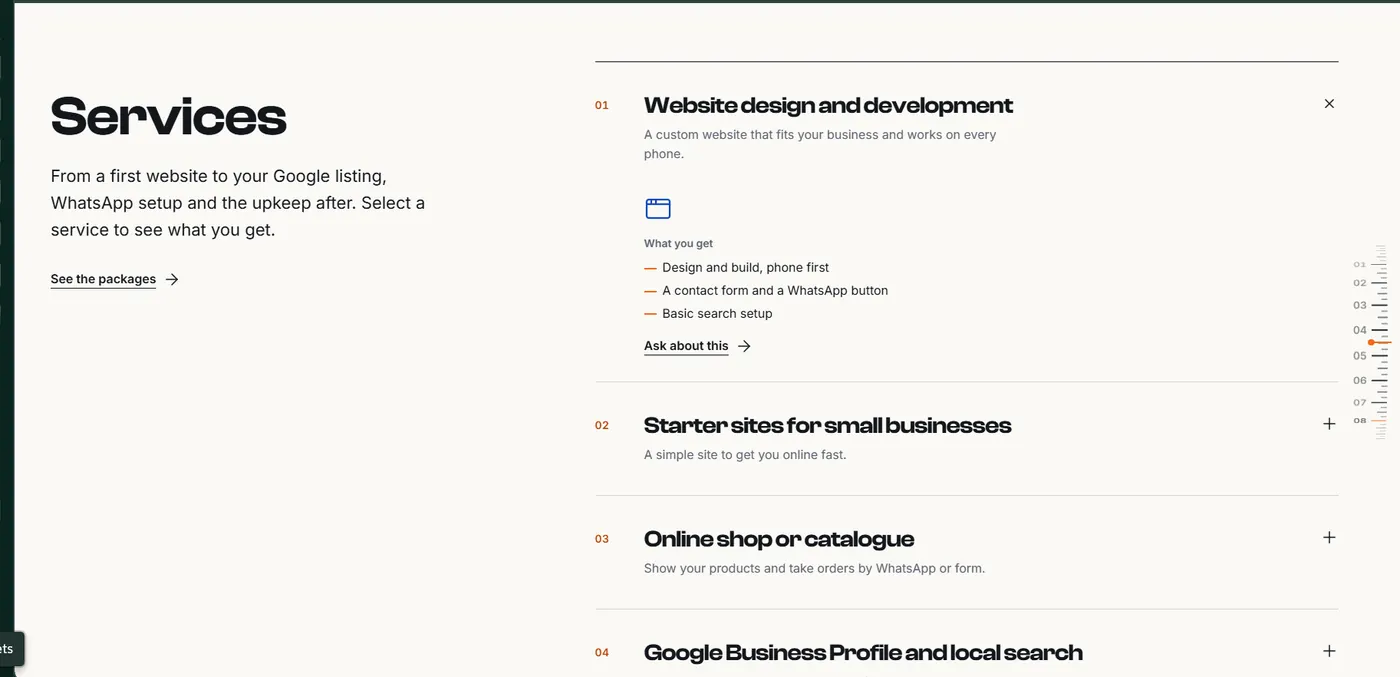 Services
From a first website to your Google listing,
WhatsApp setup and the upkeep after. Select a
service to see what you get.
See the packages
01
Website design and development
A custom website that fits your business and works on every
phone.
What you get
Design and build, phone first
A contact form and a WhatsApp button
Basic search setup
Ask about this
02
Starter sites for small businesses
A simple site to get you online fast.
03
Online shop or catalogue
Show your products and take orders by WhatsApp or form.
04
Google Business Profile and local search
01
02
03
04
05
06
07
08
ets